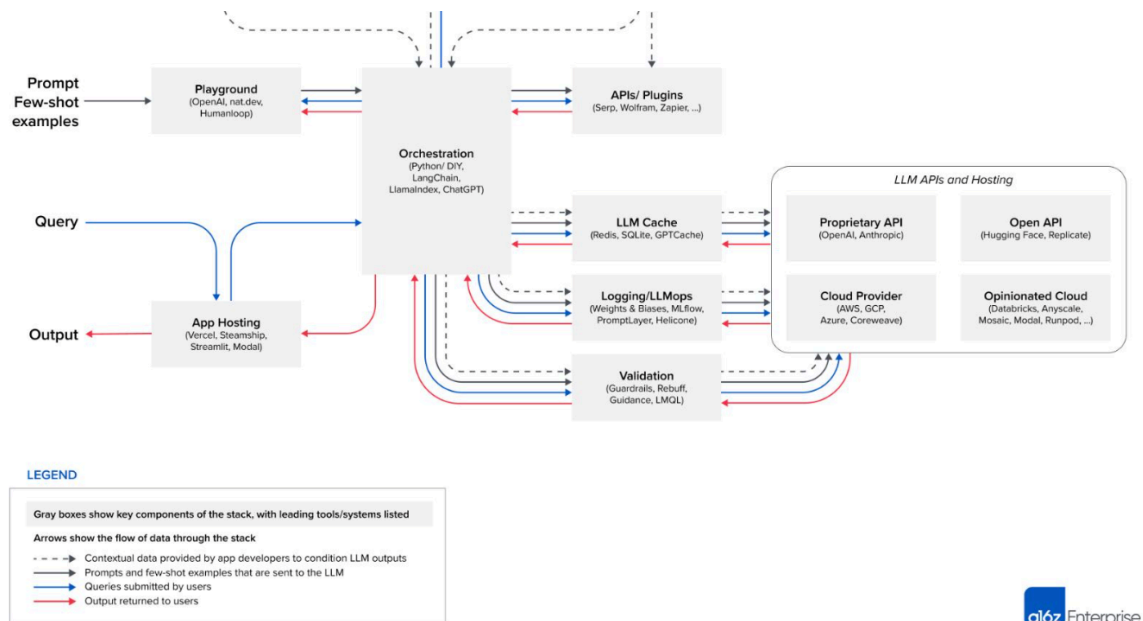 Prompt
Few-shot
examples
Playground
(OpenAI, nat.dev,
Humanloop)
APIs/ Plugins
(Serp, Wolfram, Zapier, ...)
Orchestration
(Python/ DIY,
LangChain,
LlamaIndex, ChatGPT)
LLM APIs and Hosting
Query
LLM Cache
(Redis, SQLite, GPTCache)
Proprietary API
(OpenAI, Anthropic)
Open API
(Hugging Face, Replicate)
Logging/LLMops
(Weights & Biases, MLflow,
PromptLayer, Helicone)
Cloud Provider
(AWS, GCP,
Azure, Coreweave)
Opinionated Cloud
(Databricks, Anyscale,
Mosaic, Modal, Runpod, ...)
Output
App Hosting
(Vercel, Steamship,
Streamlit, Modal)
Validation
(Guardrails, Rebuff,
Guidance, LMQL)
LEGEND
Gray boxes show key components of the stack, with leading tools/systems listed
Arrows show the flow of data through the stack
Contextual data provided by app developers to condition LLM outputs
Prompts and few-shot examples that are sent to the LLM
Queries submitted by users
Output returned to users
a16z Enterprise